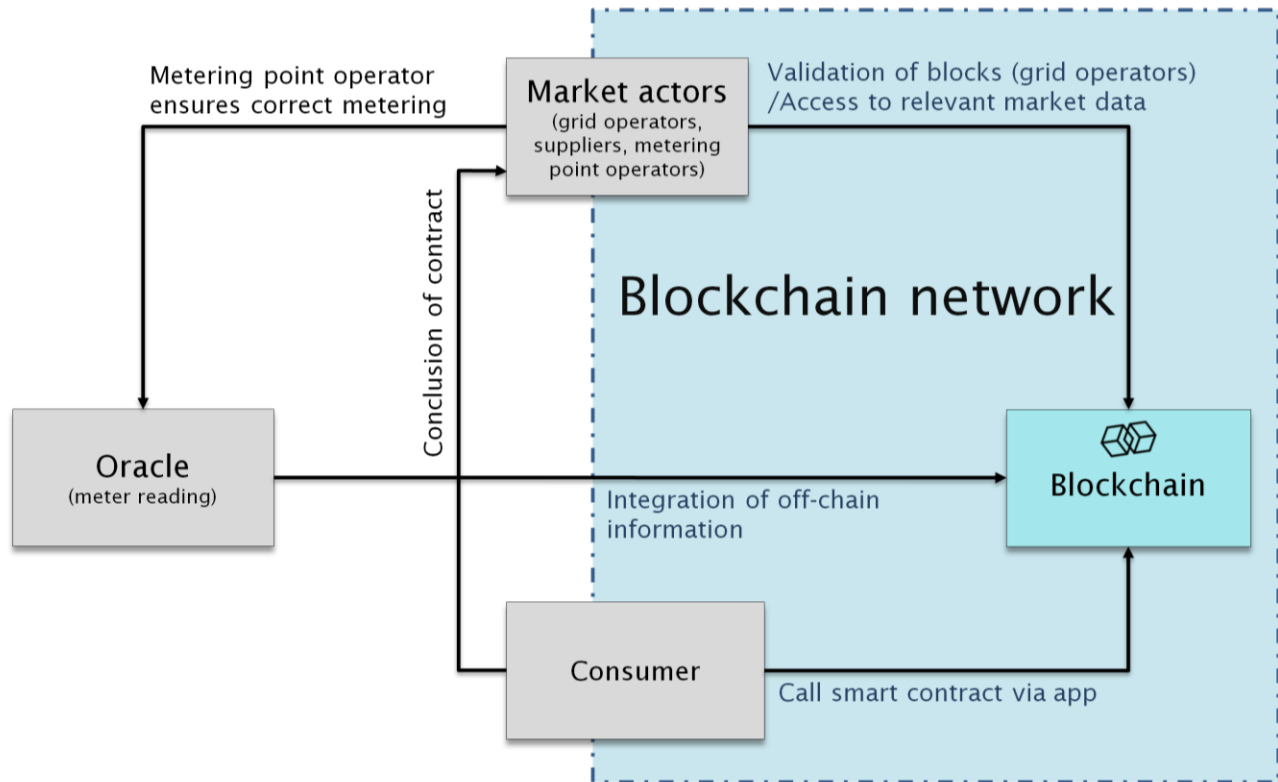 Metering point operator
ensures correct metering
Market actors
(grid operators,
suppliers, metering
point operators)
Validation of blocks (grid operators)
/Access to relevant market data
Conclusion of contract
Blockchain network
Oracle
(meter reading)
Integration of off-chain
information
Blockchain
Consumer
Call smart contract via app